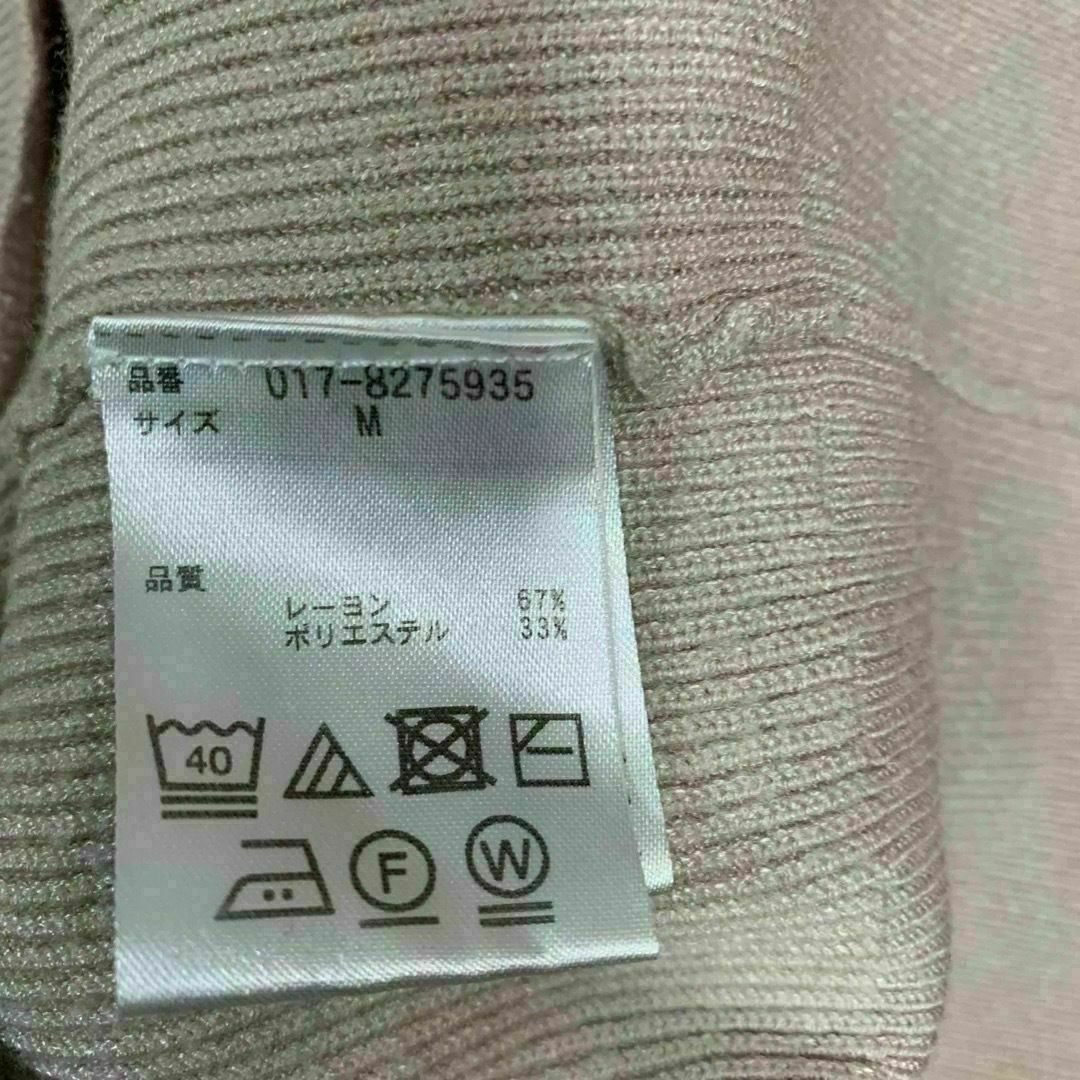 品番 017-8275935
サイズ M
品質
レーヨン 67%
ポリエステル 33%
40
F W